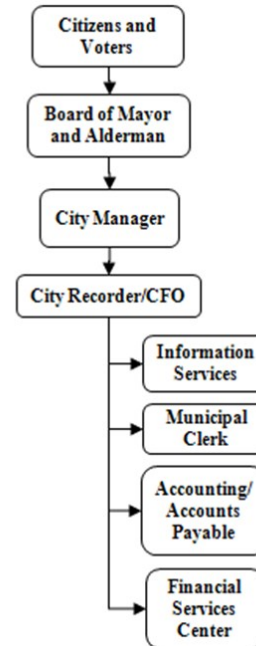 Citizens and
Voters
Board of Mayor
and Alderman
City Manager
City Recorder/CFO
Information
Services
Municipal
Clerk
Accounting/
Accounts
Payable
Financial
Services
Center